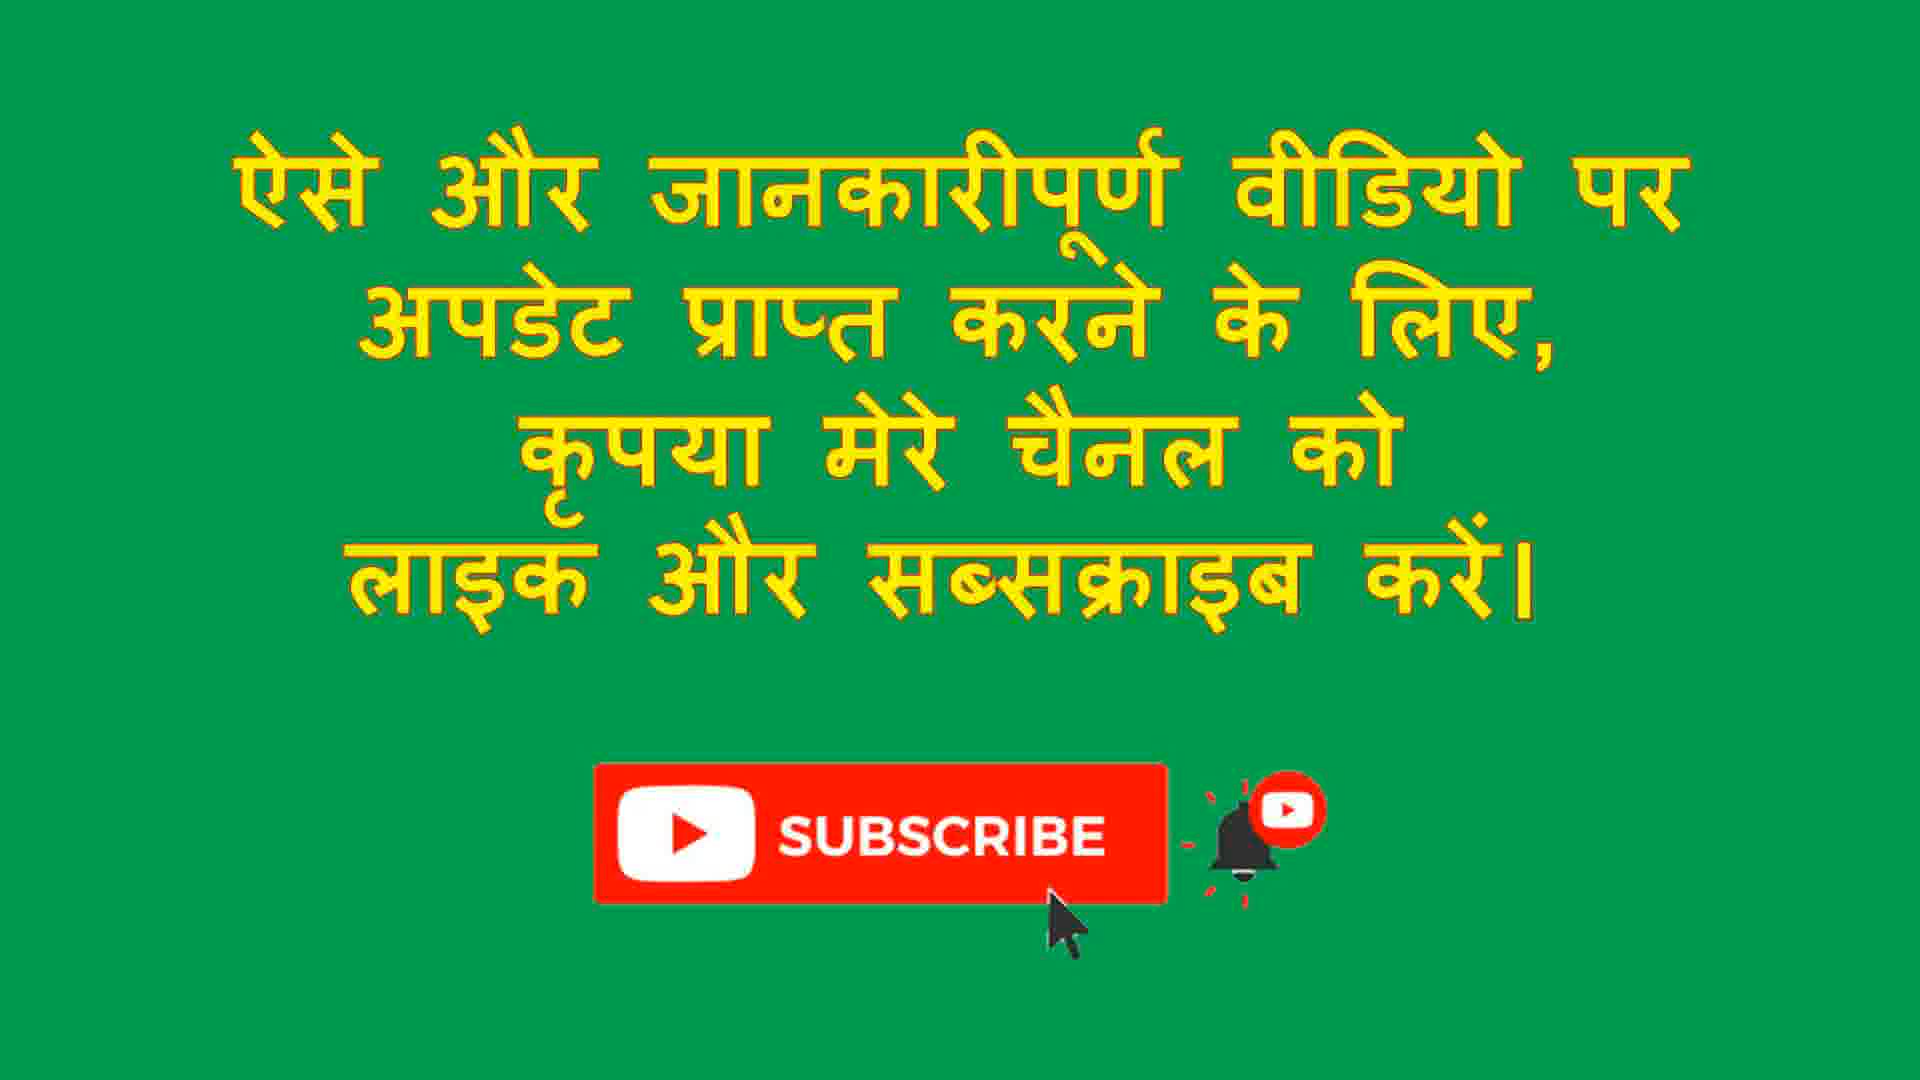 ऐसे और जानकारीपूर्ण वीडियो पर
अपडेट प्राप्त करने के लिए,
कृपया मेरे चैनल को
लाइक और सब्सक्राइब करें।
SUBSCRIBE